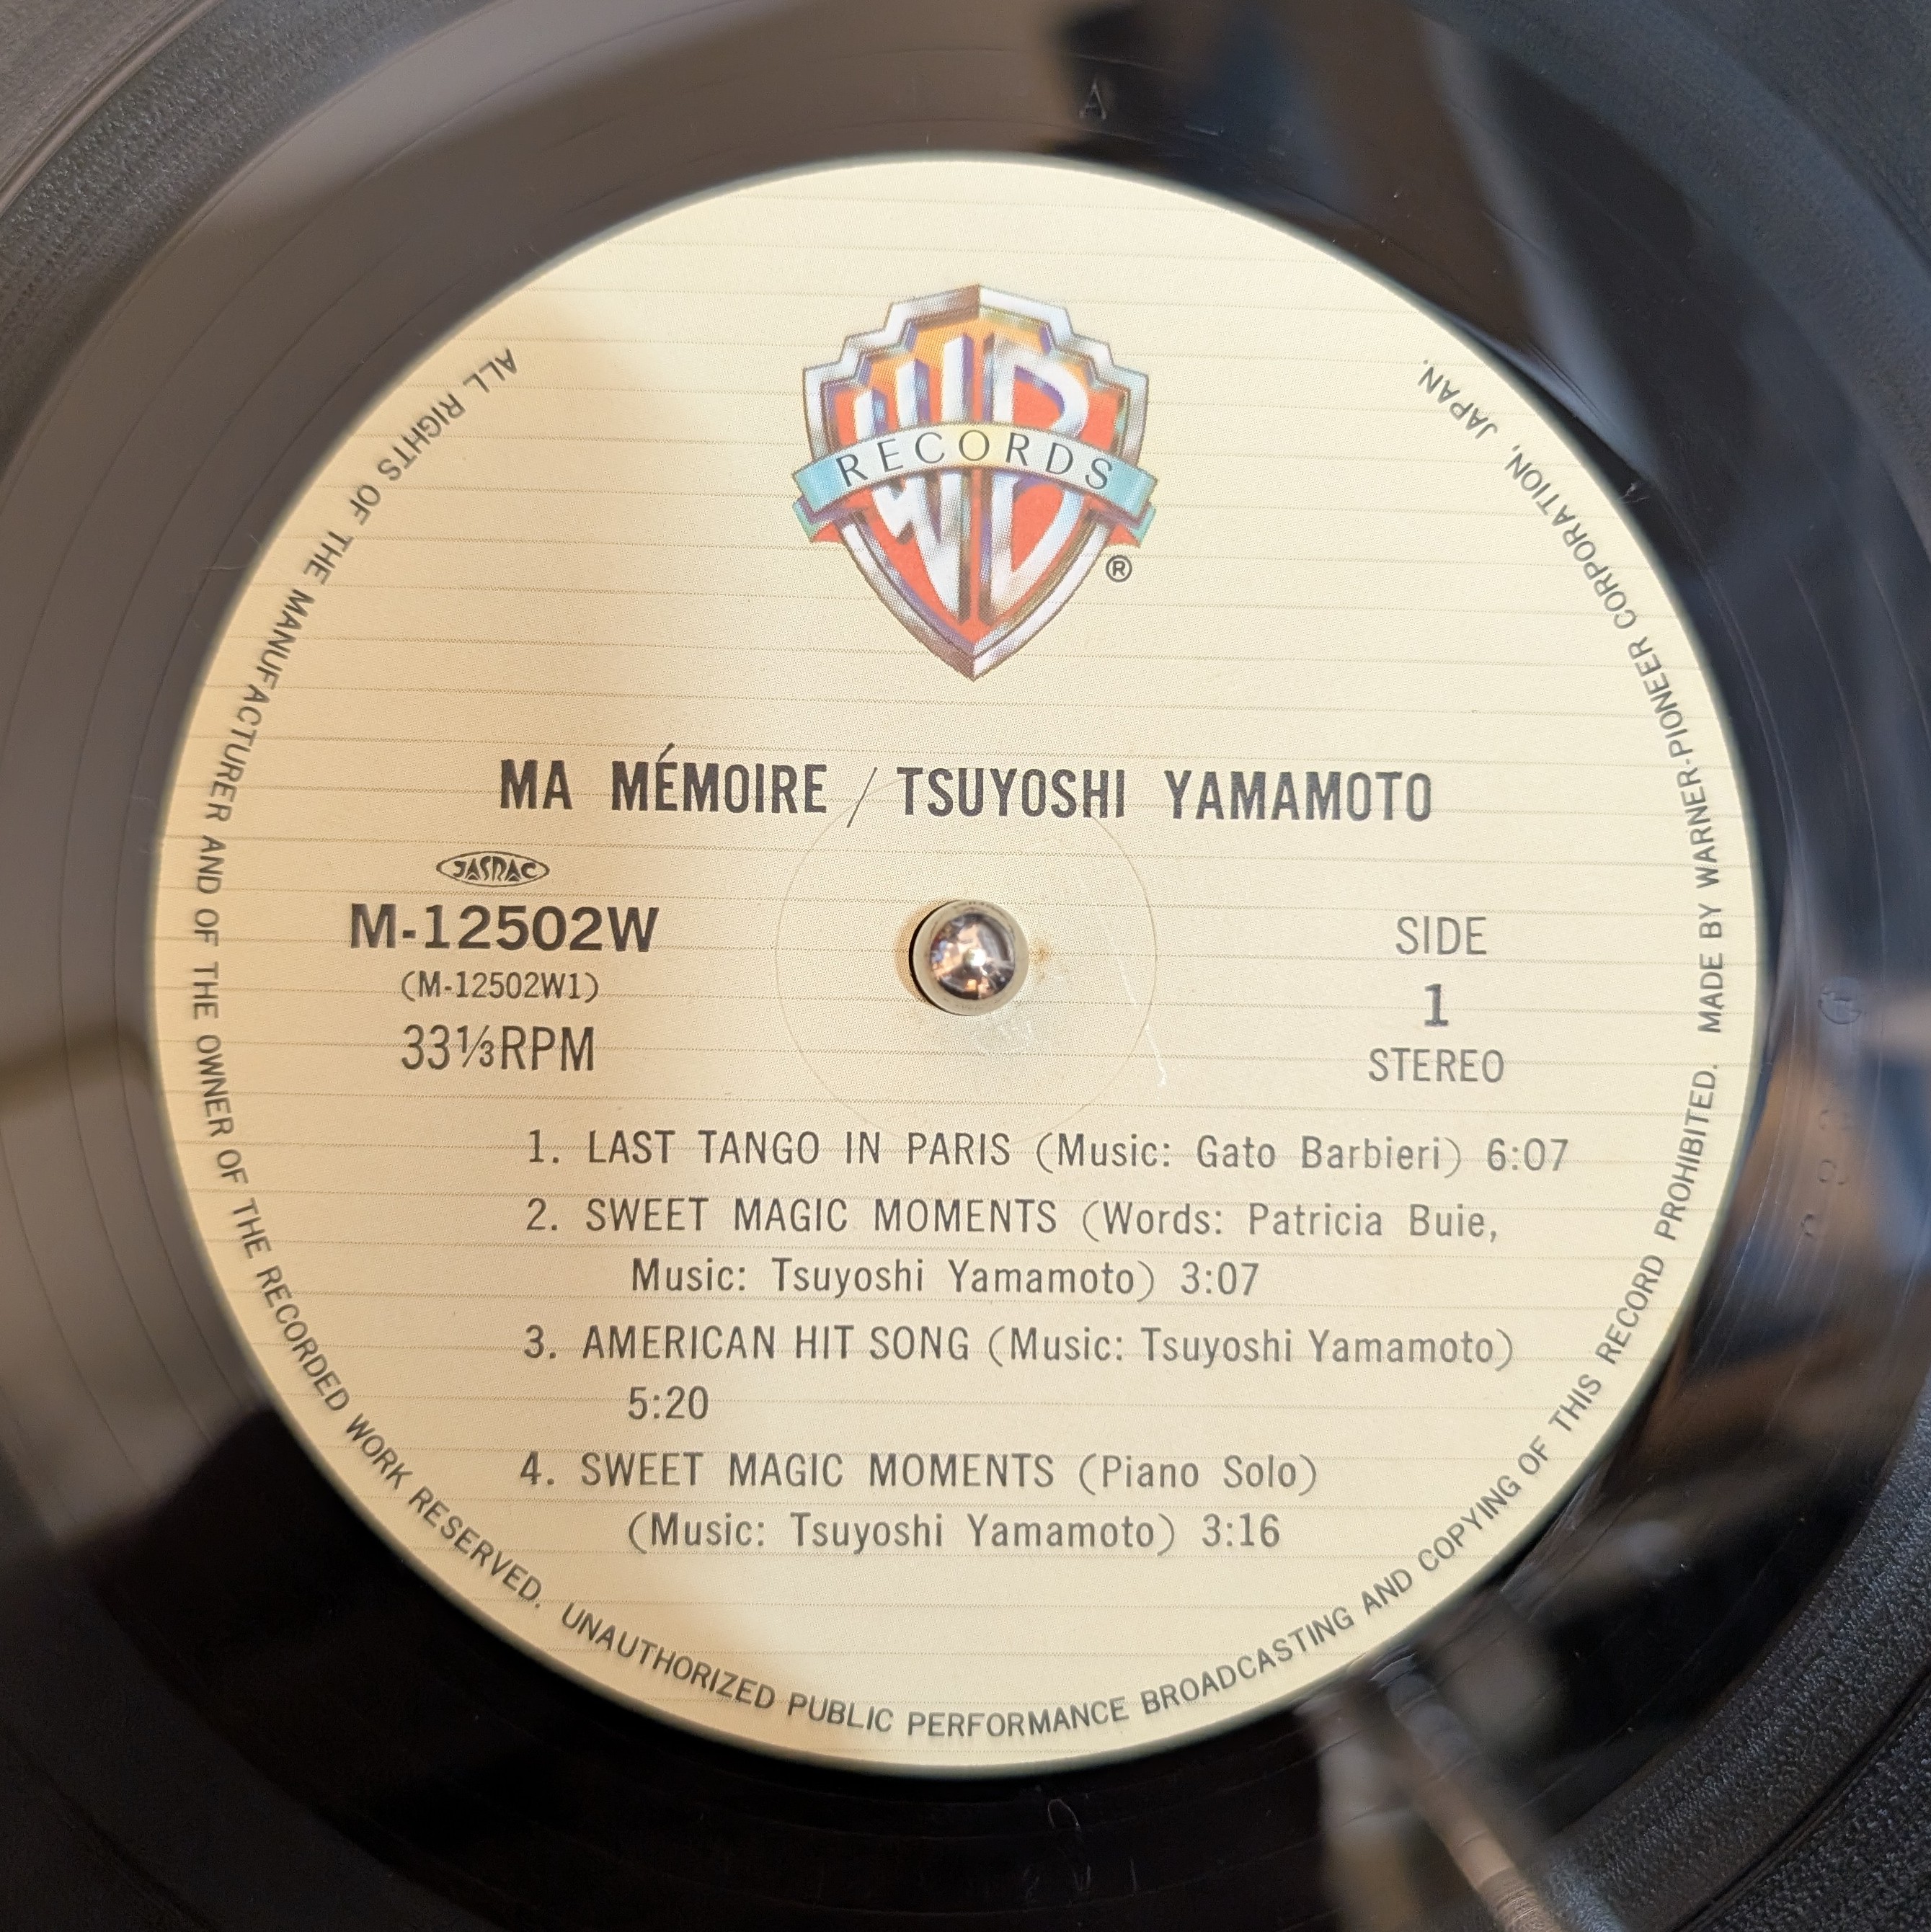 A
WB
RECORDS
®
MA MÉMOIRE / TSUYOSHI YAMAMOTO
JASRAC
M-12502W
(M-12502W1)
33⅓RPM
SIDE
1
STEREO
1. LAST TANGO IN PARIS (Music: Gato Barbieri) 6:07
2. SWEET MAGIC MOMENTS (Words: Patricia Buie,
Music: Tsuyoshi Yamamoto) 3:07
3. AMERICAN HIT SONG (Music: Tsuyoshi Yamamoto)
5:20
4. SWEET MAGIC MOMENTS (Piano Solo)
(Music: Tsuyoshi Yamamoto) 3:16
ALL RIGHTS OF THE MANUFACTURER AND OF THE OWNER OF THE RECORDED WORK RESERVED. UNAUTHORIZED PUBLIC PERFORMANCE BROADCASTING AND COPYING OF THIS RECORD PROHIBITED. MADE BY WARNER-PIONEER CORPORATION, JAPAN.